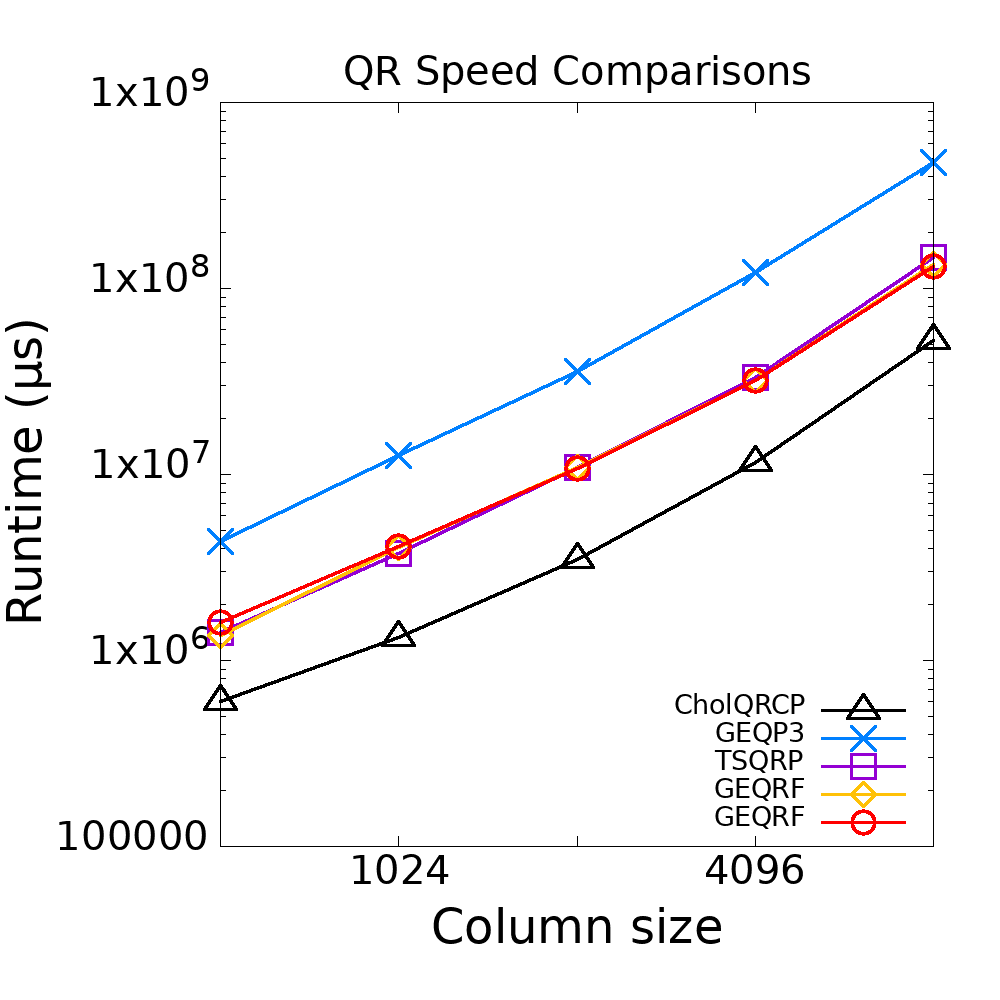 QR Speed Comparisons
1x10⁹
1x10⁸
1x10⁷
1x10⁶
100000
Runtime (µs)
CholQRCP
GEQP3
TSQRP
GEQRF
GEQRF
1024 4096
Column size